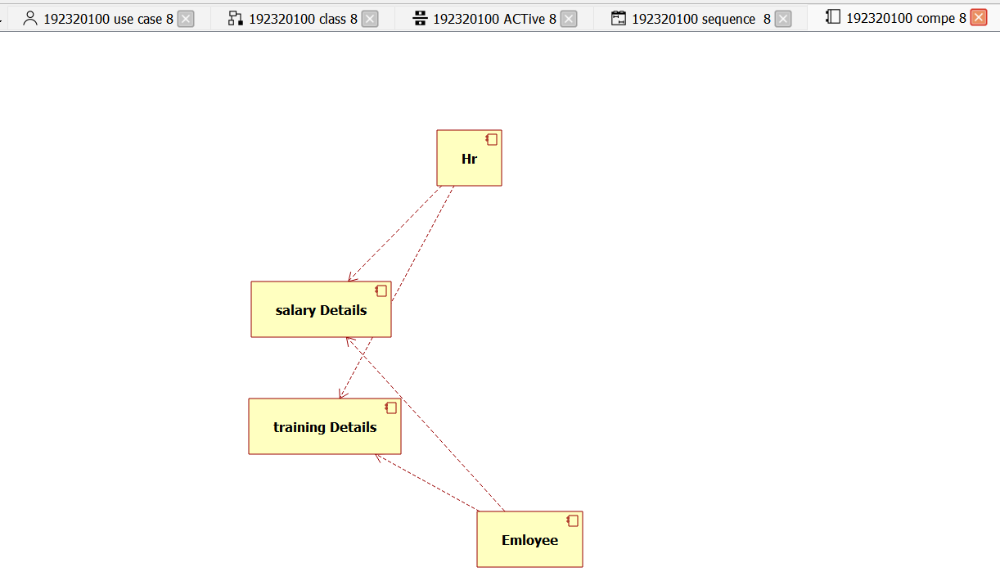 192320100 use case 8
192320100 class 8
192320100 ACTive 8
192320100 sequence 8
192320100 compe 8
Hr
salary Details
training Details
Emloyee